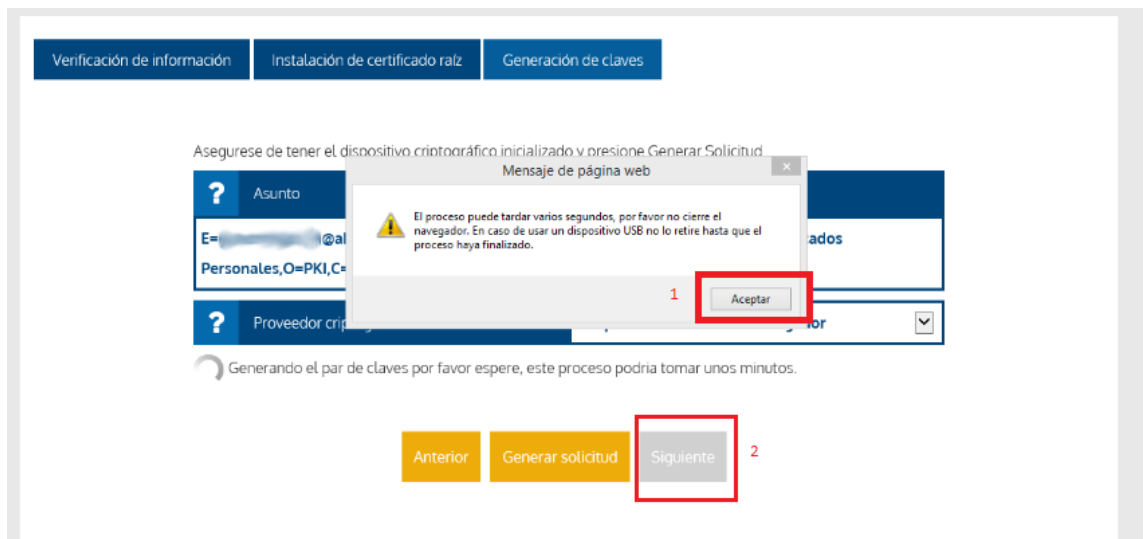 Verificación de información Instalación de certificado raíz Generación de claves
Asegurese de tener el dispositivo criptográfico inicializado y presione Generar Solicitud
Mensaje de página web
? Asunto
El proceso puede tardar varios segundos, por favor no cierre el
navegador. En caso de usar un dispositivo USB no lo retire hasta que el
proceso haya finalizado.
E= @al ados
Personales,O=PKI,C=
1 Aceptar
? Proveedor crip
Generando el par de claves por favor espere, este proceso podria tomar unos minutos.
Anterior Generar solicitud Siguiente 2